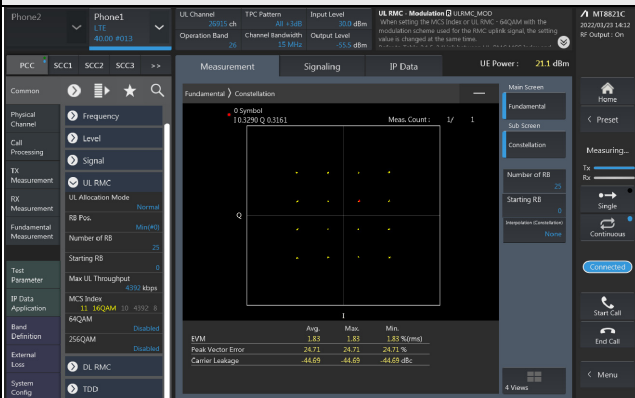 Phone2
Phone1
LTE
40.00 #013
UL Channel
26915 ch
TPC Pattern
All +3dB
Input Level
30.0 dBm
Operation Band
26
Channel Bandwidth
15 MHz
Output Level
-55.5 dBm
UL RMC - Modulation ULRMC_MOD
When setting the MCS Index or UL RMC - 64QAM with the
modulation scheme used for the RMC uplink signal, the setting
value is changed at the same time.
MT8821C
2022/01/23 14:12
RF Output : On
PCC
SCC1
SCC2
SCC3
>>
Measurement
Signaling
IP Data
UE Power : 21.1 dBm
Common
Physical
Channel
Call
Processing
TX
Measurement
RX
Measurement
Fundamental
Measurement
Test
Parameter
IP Data
Application
Band
Definition
External
Loss
System
Config
Frequency
Level
Signal
UL RMC
UL Allocation Mode
Normal
RB Pos.
Min(#0)
Number of RB
25
Starting RB
0
Max UL Throughput
4392 kbps
MCS Index
11 16QAM 10 4392 8
64QAM
Disabled
256QAM
Disabled
DL RMC
TDD
Fundamental ❭ Constellation
0 Symbol
I 0.3290 Q 0.3161
Meas. Count : 1/ 1
Q
I
Avg. Max. Min.
EVM 1.83 1.83 1.83 %(rms)
Peak Vector Error 24.71 24.71 24.71 %
Carrier Leakage -44.69 -44.69 -44.69 dBc
Main Screen
Fundamental
Sub Screen
Constellation
Number of RB
25
Starting RB
0
Interpolation (Constellation)
None
4 Views
Home
< Preset
Measuring...
Tx
Rx
Single
Continuous
Connected
Start Call
End Call
< Menu